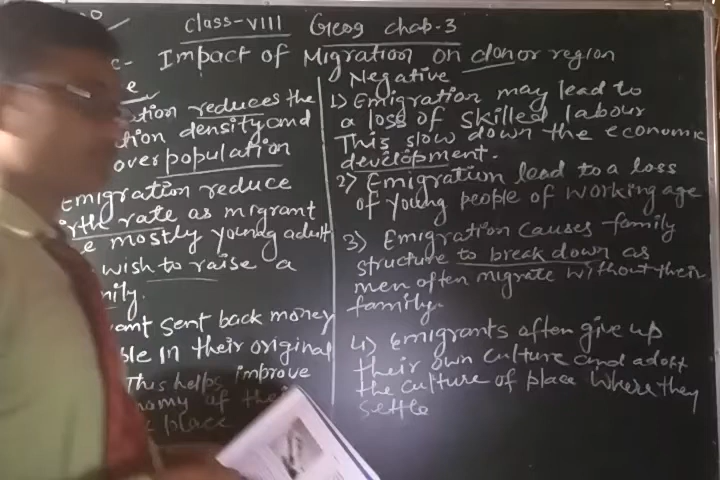 class-VIII Geog chap-3
Impact of Migration on donor region
Negative
reduces the
density and
over population
Emigration reduce
rate as migrant
mostly young adult
wish to raise a
sent back money
in their original
This helps improve
of their
place
1) Emigration may lead to
a loss of skilled labour
This slow down the economic
development.
2) Emigration lead to a loss
of young people of working age
3) Emigration causes family
structure to break down as
men often migrate without their
family.
4) Emigrants often give up
their own culture and adopt
the culture of place where they
settle